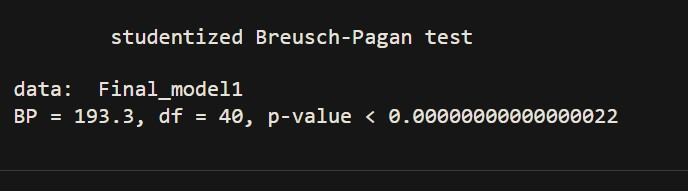 studentized Breusch-Pagan test
data:  Final_model1
BP = 193.3, df = 40, p-value < 0.00000000000000022